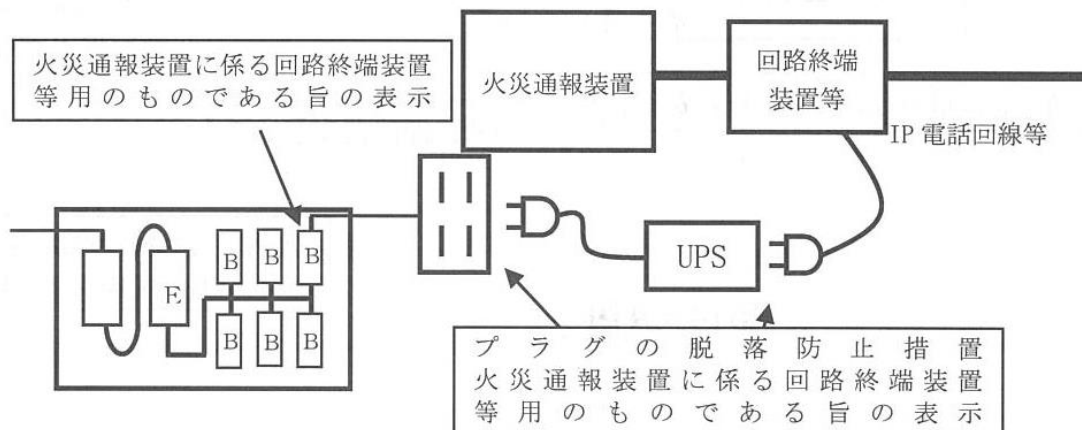 火災通報装置に係る回路終端装置
等用のものである旨の表示
火災通報装置
回路終端
装置等
IP 電話回線等
B
B
B
E
B
B
B
UPS
プラグの脱落防止措置
火災通報装置に係る回路終端装置
等用のものである旨の表示